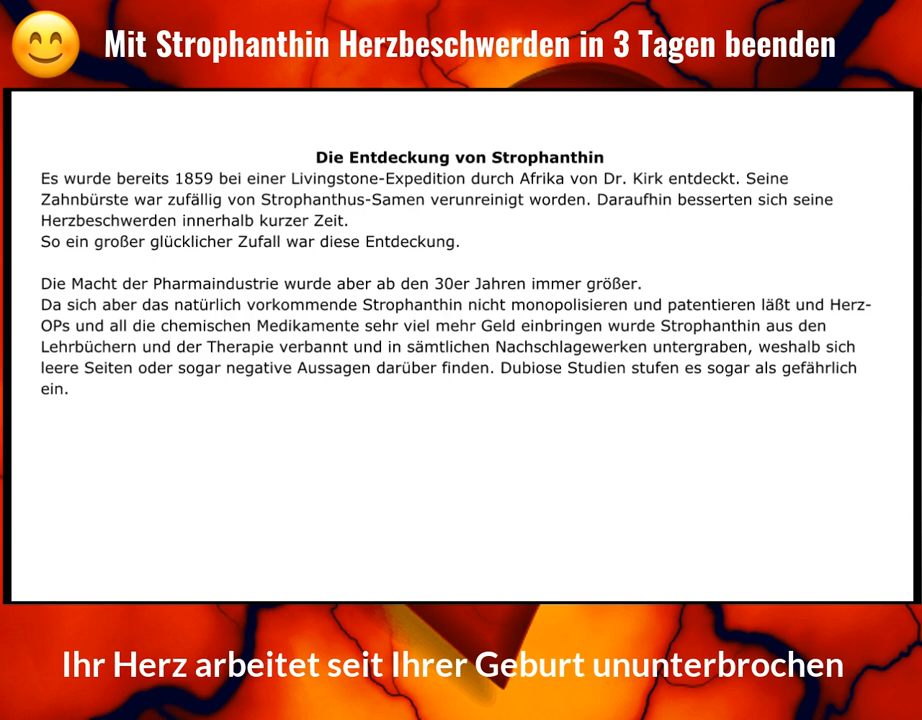 Mit Strophanthin Herzbeschwerden in 3 Tagen beenden
Die Entdeckung von Strophanthin
Es wurde bereits 1859 bei einer Livingstone-Expedition durch Afrika von Dr. Kirk entdeckt. Seine
Zahnbürste war zufällig von Strophanthus-Samen verunreinigt worden. Daraufhin besserten sich seine
Herzbeschwerden innerhalb kurzer Zeit.
So ein großer glücklicher Zufall war diese Entdeckung.
Die Macht der Pharmaindustrie wurde aber ab den 30er Jahren immer größer.
Da sich aber das natürlich vorkommende Strophanthin nicht monopolisieren und patentieren läßt und Herz-
OPs und all die chemischen Medikamente sehr viel mehr Geld einbringen wurde Strophanthin aus den
Lehrbüchern und der Therapie verbannt und in sämtlichen Nachschlagewerken untergraben, weshalb sich
leere Seiten oder sogar negative Aussagen darüber finden. Dubiose Studien stufen es sogar als gefährlich
ein.
Ihr Herz arbeitet seit Ihrer Geburt ununterbrochen